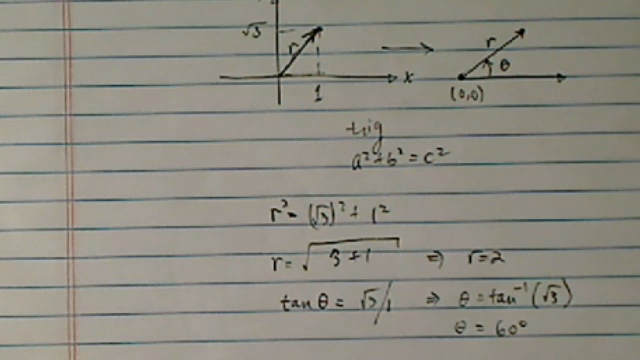 √3
r
x
1
r
θ
(0,0)
trig
a²+b²=c²
r²= (√3)²+1²
r= √3+1 ⇒ r=2
tan θ = √3/1 ⇒ θ=tan⁻¹(√3)
θ = 60°